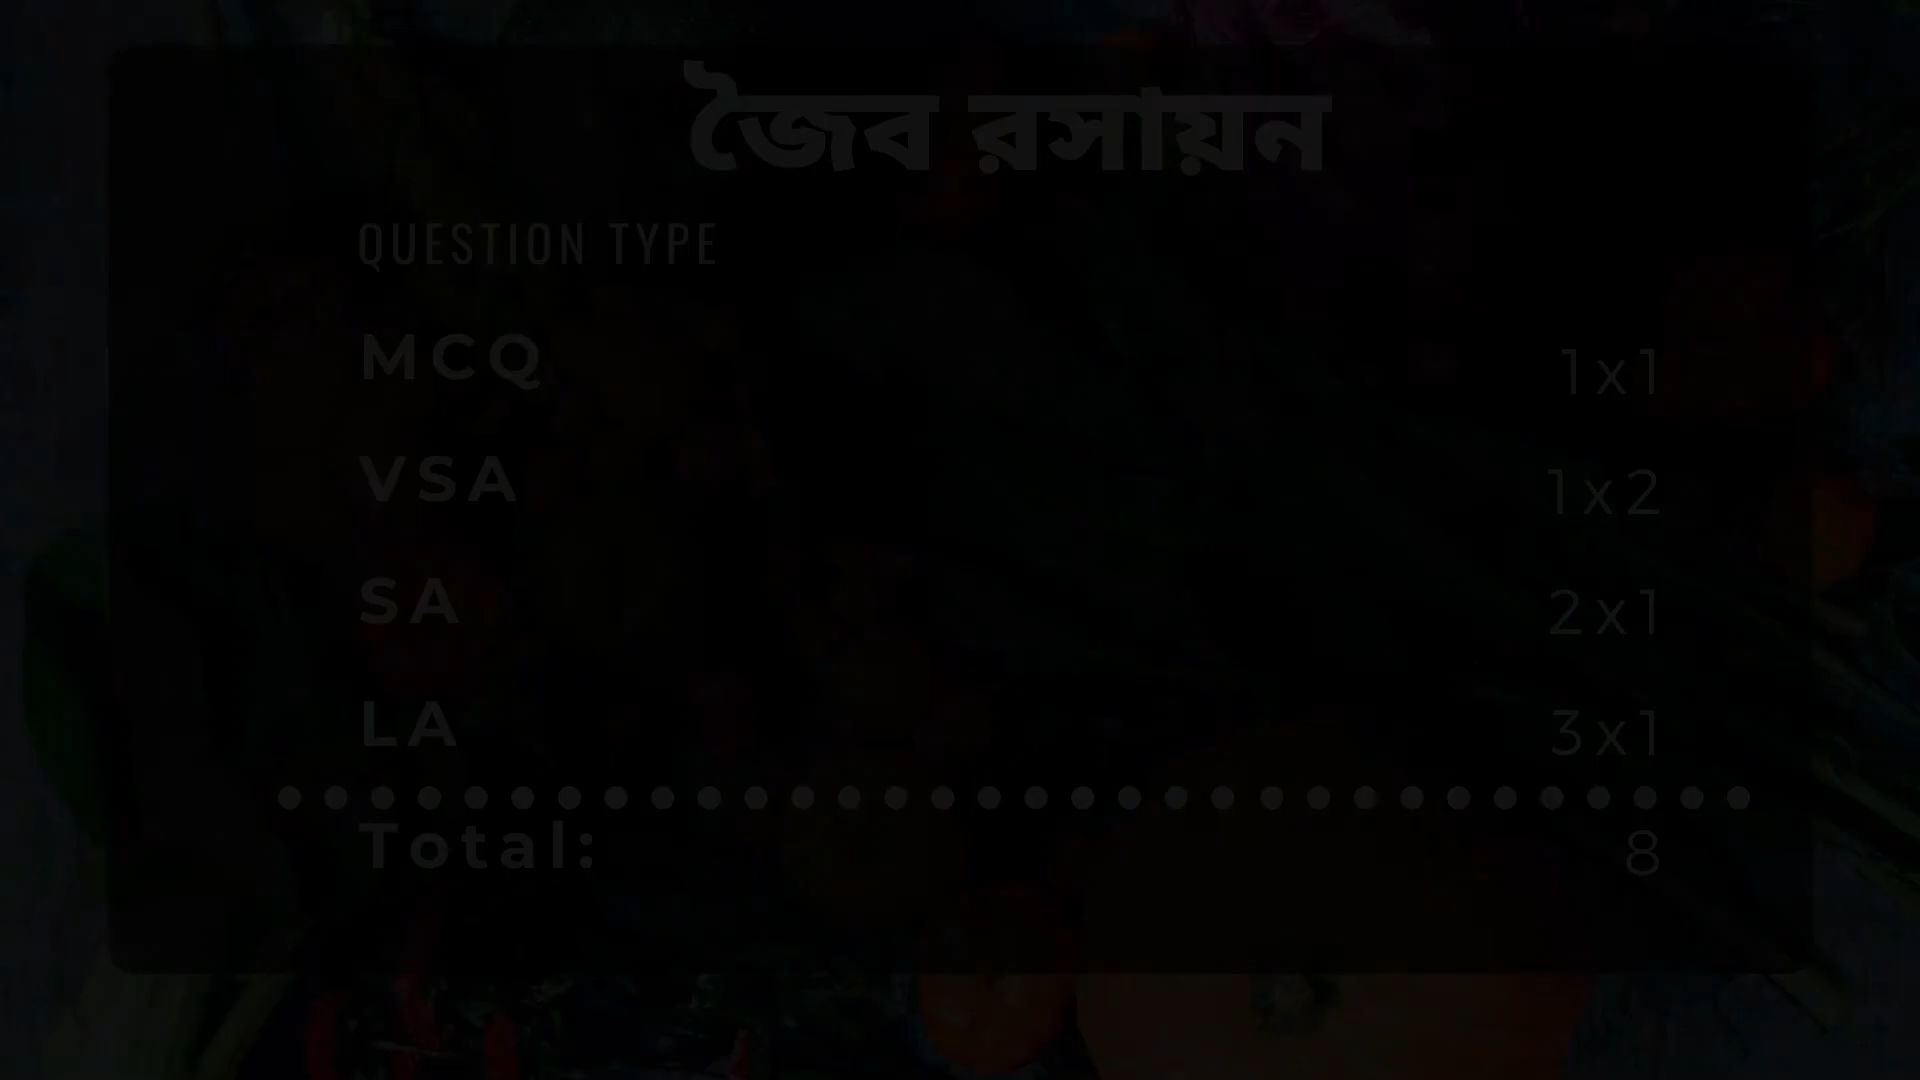 জৈব রসায়ন
QUESTION TYPE
MCQ 1x1
VSA 1x2
SA 2x1
LA 3x1
Total: 8